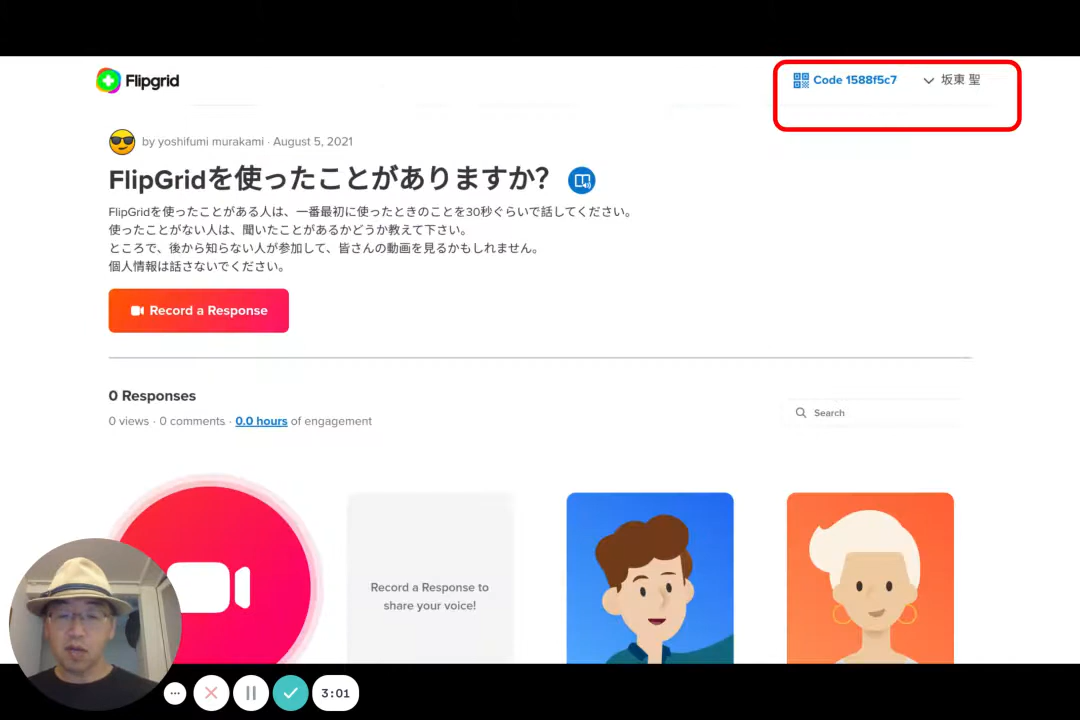 Flipgrid
Code 1588f5c7
坂東 聖
by yoshifumi murakami · August 5, 2021
FlipGridを使ったことがありますか?
FlipGridを使ったことがある人は、一番最初に使ったときのことを30秒ぐらいで話してください。
使ったことがない人は、聞いたことがあるかどうか教えて下さい。
ところで、後から知らない人が参加して、皆さんの動画を見るかもしれません。
個人情報は話さないでください。
Record a Response
0 Responses
0 views · 0 comments · 0.0 hours of engagement
Search
Record a Response to
share your voice!
3:01